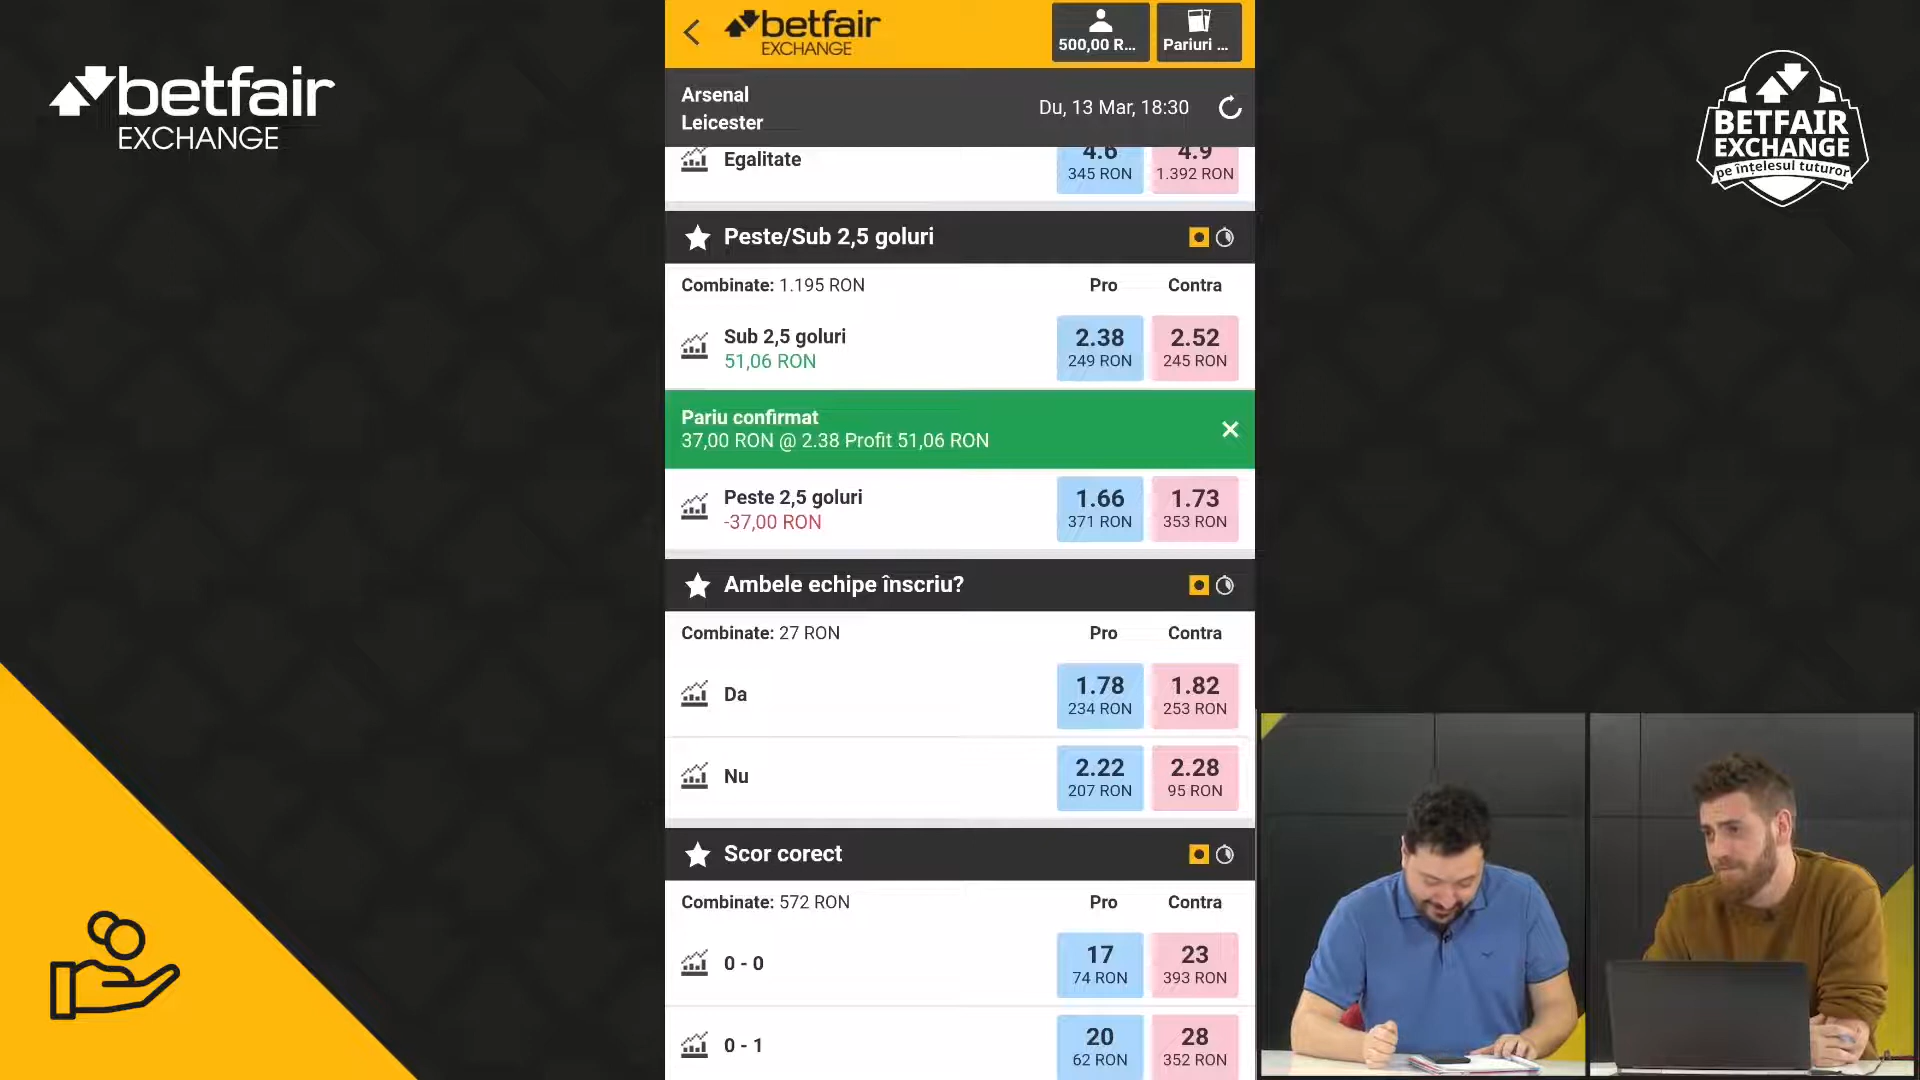 betfair
EXCHANGE
betfair
EXCHANGE
500,00 R...
Pariuri ...
BETFAIR
EXCHANGE
pe înțelesul tuturor
Arsenal
Leicester
Du, 13 Mar, 18:30
Egalitate
4.6
4.9
345 RON
1.392 RON
Peste/Sub 2,5 goluri
Combinate: 1.195 RON
Pro
Contra
Sub 2,5 goluri
51,06 RON
2.38
249 RON
2.52
245 RON
Pariu confirmat
37,00 RON @ 2.38 Profit 51,06 RON
Peste 2,5 goluri
-37,00 RON
1.66
371 RON
1.73
353 RON
Ambele echipe înscriu?
Combinate: 27 RON
Pro
Contra
Da
1.78
234 RON
1.82
253 RON
Nu
2.22
207 RON
2.28
95 RON
Scor corect
Combinate: 572 RON
Pro
Contra
0 - 0
17
74 RON
23
393 RON
0 - 1
20
62 RON
28
352 RON